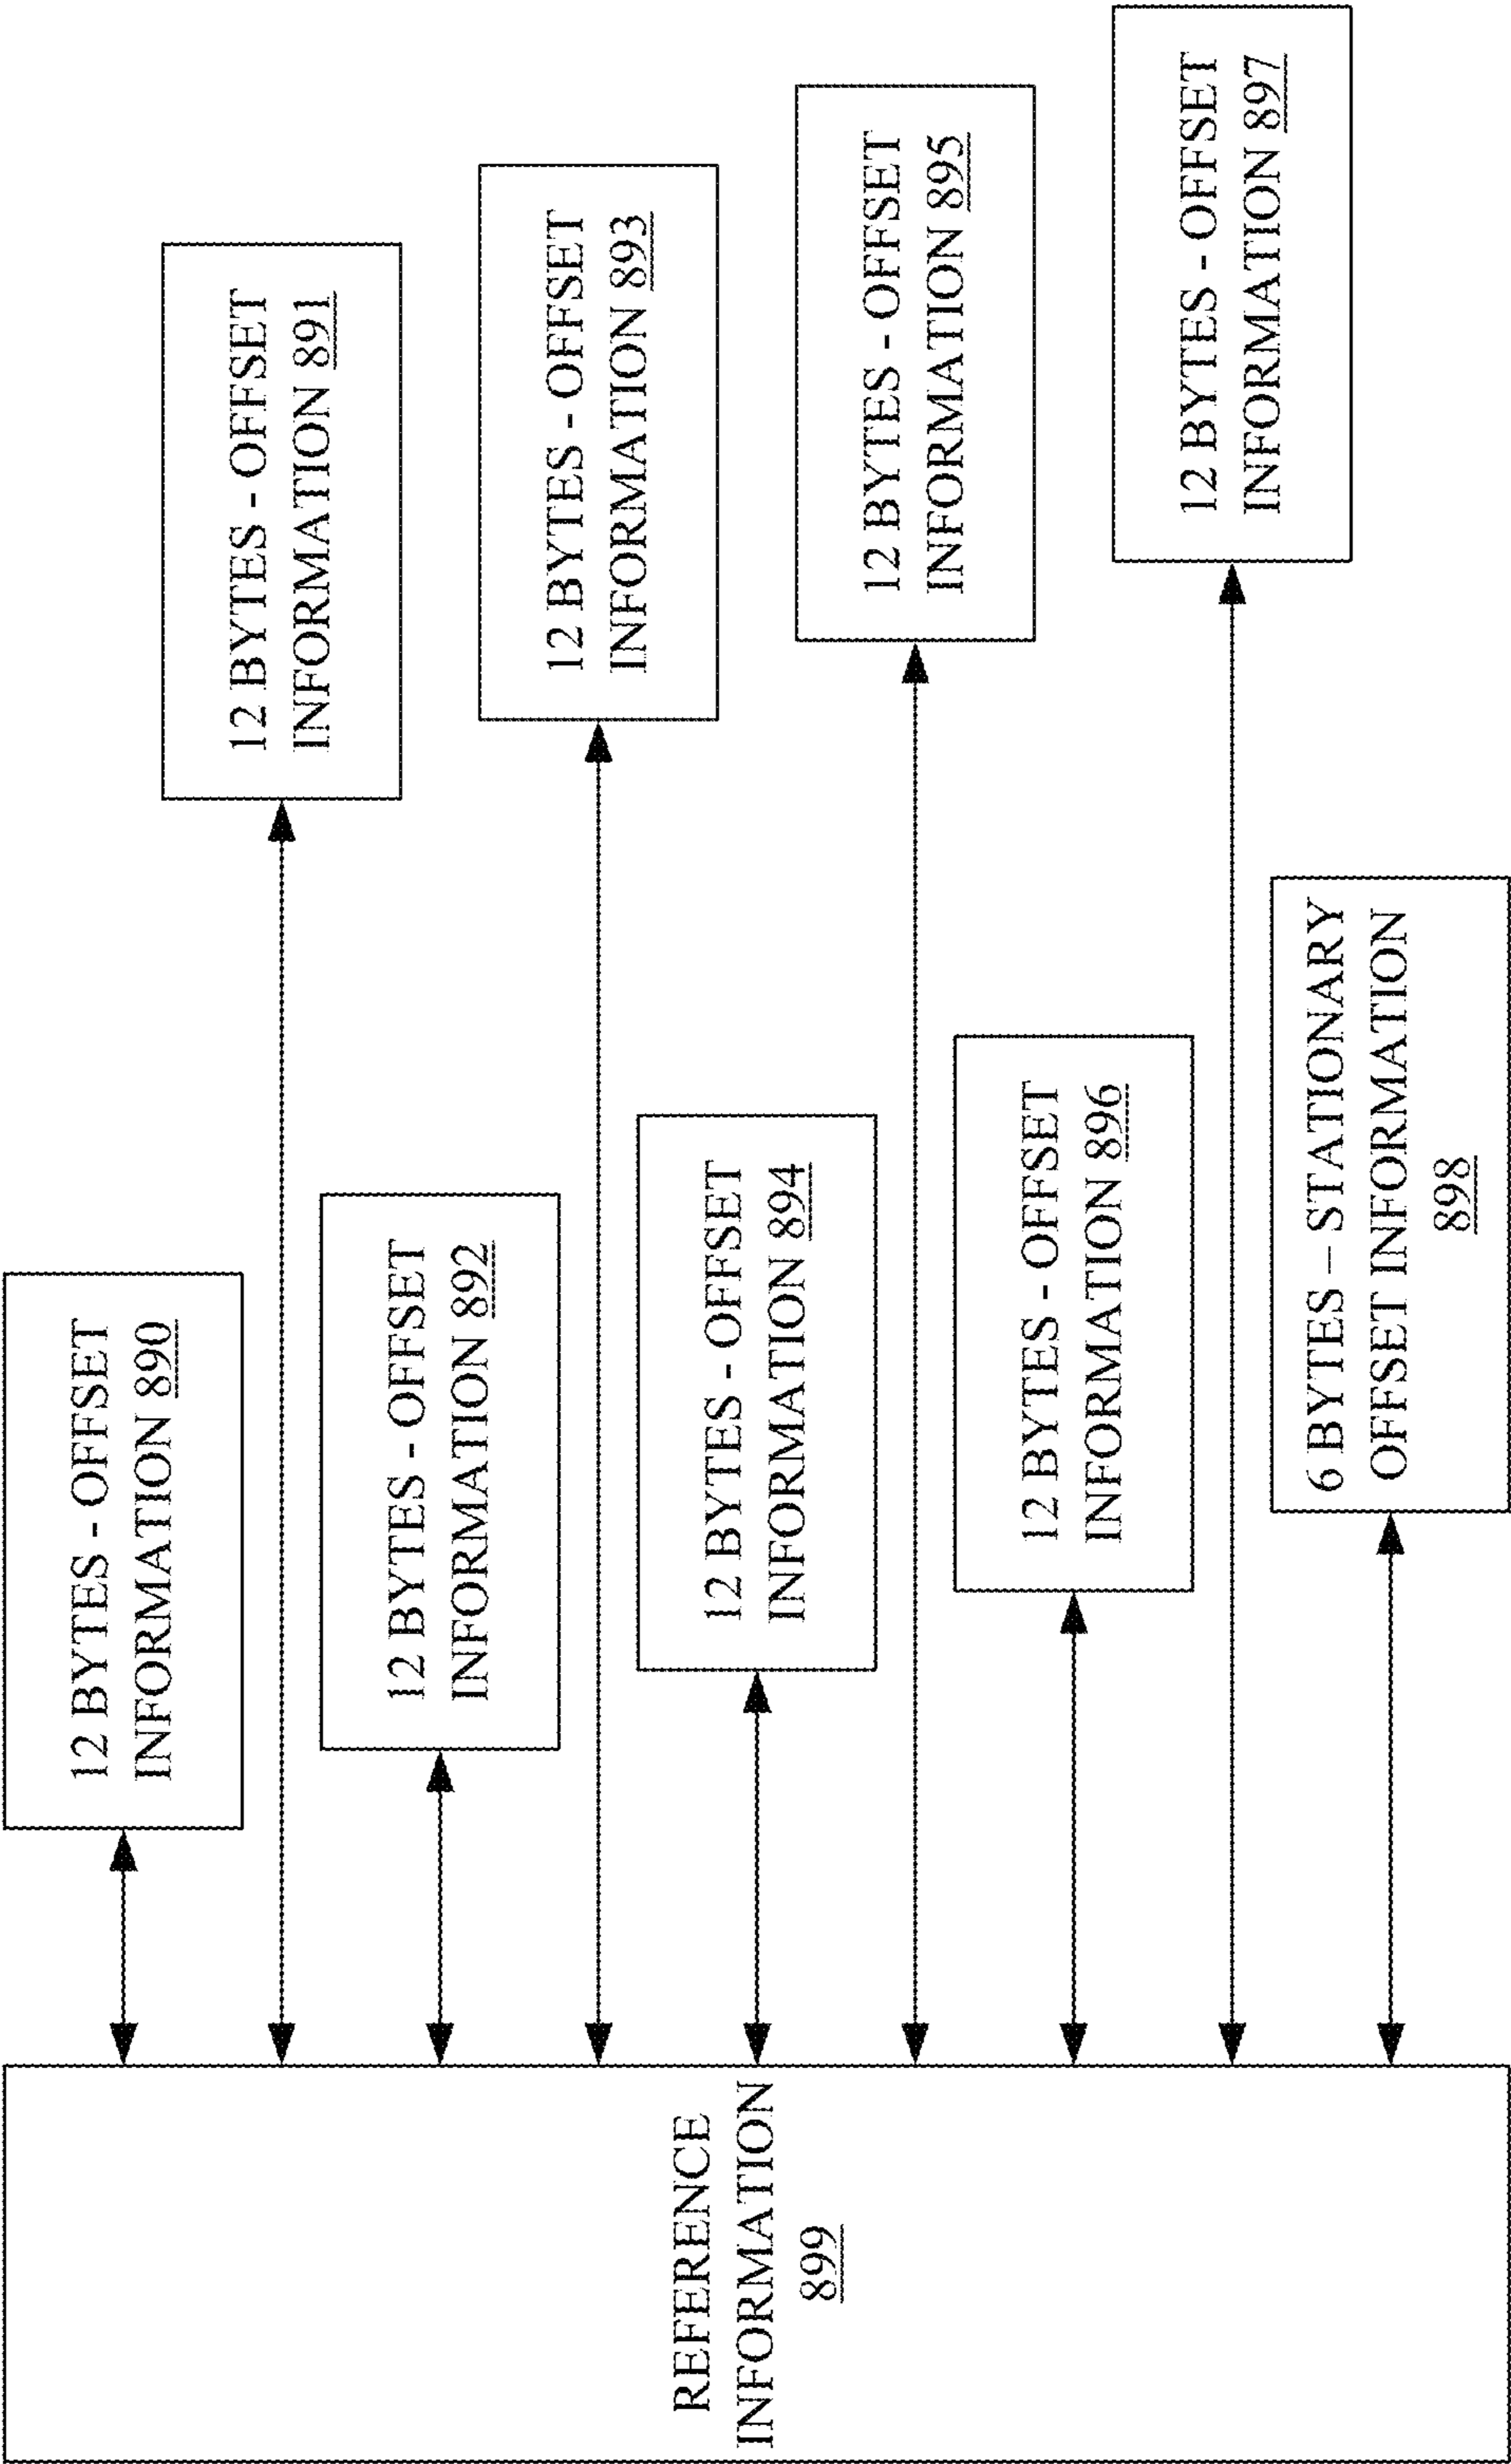 REFERENCE
INFORMATION
899
12 BYTES - OFFSET
INFORMATION 890
12 BYTES - OFFSET
INFORMATION 891
12 BYTES - OFFSET
INFORMATION 892
12 BYTES - OFFSET
INFORMATION 893
12 BYTES - OFFSET
INFORMATION 894
12 BYTES - OFFSET
INFORMATION 895
12 BYTES - OFFSET
INFORMATION 896
12 BYTES - OFFSET
INFORMATION 897
6 BYTES – STATIONARY
OFFSET INFORMATION
898